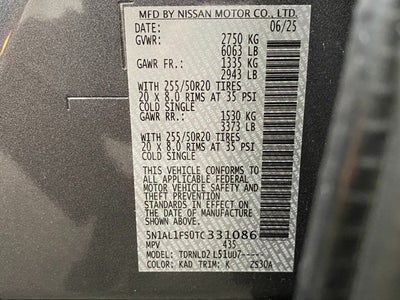 MFD BY NISSAN MOTOR CO., LTD.
DATE: 06/25
GVWR: 2750 KG
6063 LB
GAWR FR.: 1335 KG
2943 LB
WITH 255/50R20 TIRES
20 x 8.0 RIMS AT 35 PSI
COLD SINGLE
GAWR RR.: 1530 KG
3373 LB
WITH 255/50R20 TIRES
20 x 8.0 RIMS AT 35 PSI
COLD SINGLE
THIS VEHICLE CONFORMS TO
ALL APPLICABLE FEDERAL
MOTOR VEHICLE SAFETY
AND THEFT PREVENTION
STANDARDS IN EFFECT ON
THE DATE OF MANUFACTURE
SHOWN ABOVE.
5N1AL1FS0TC331086
MPV 435
MODEL: TDRNLD2 L51UU7-----
COLOR: KAD TRIM: K 2S30A